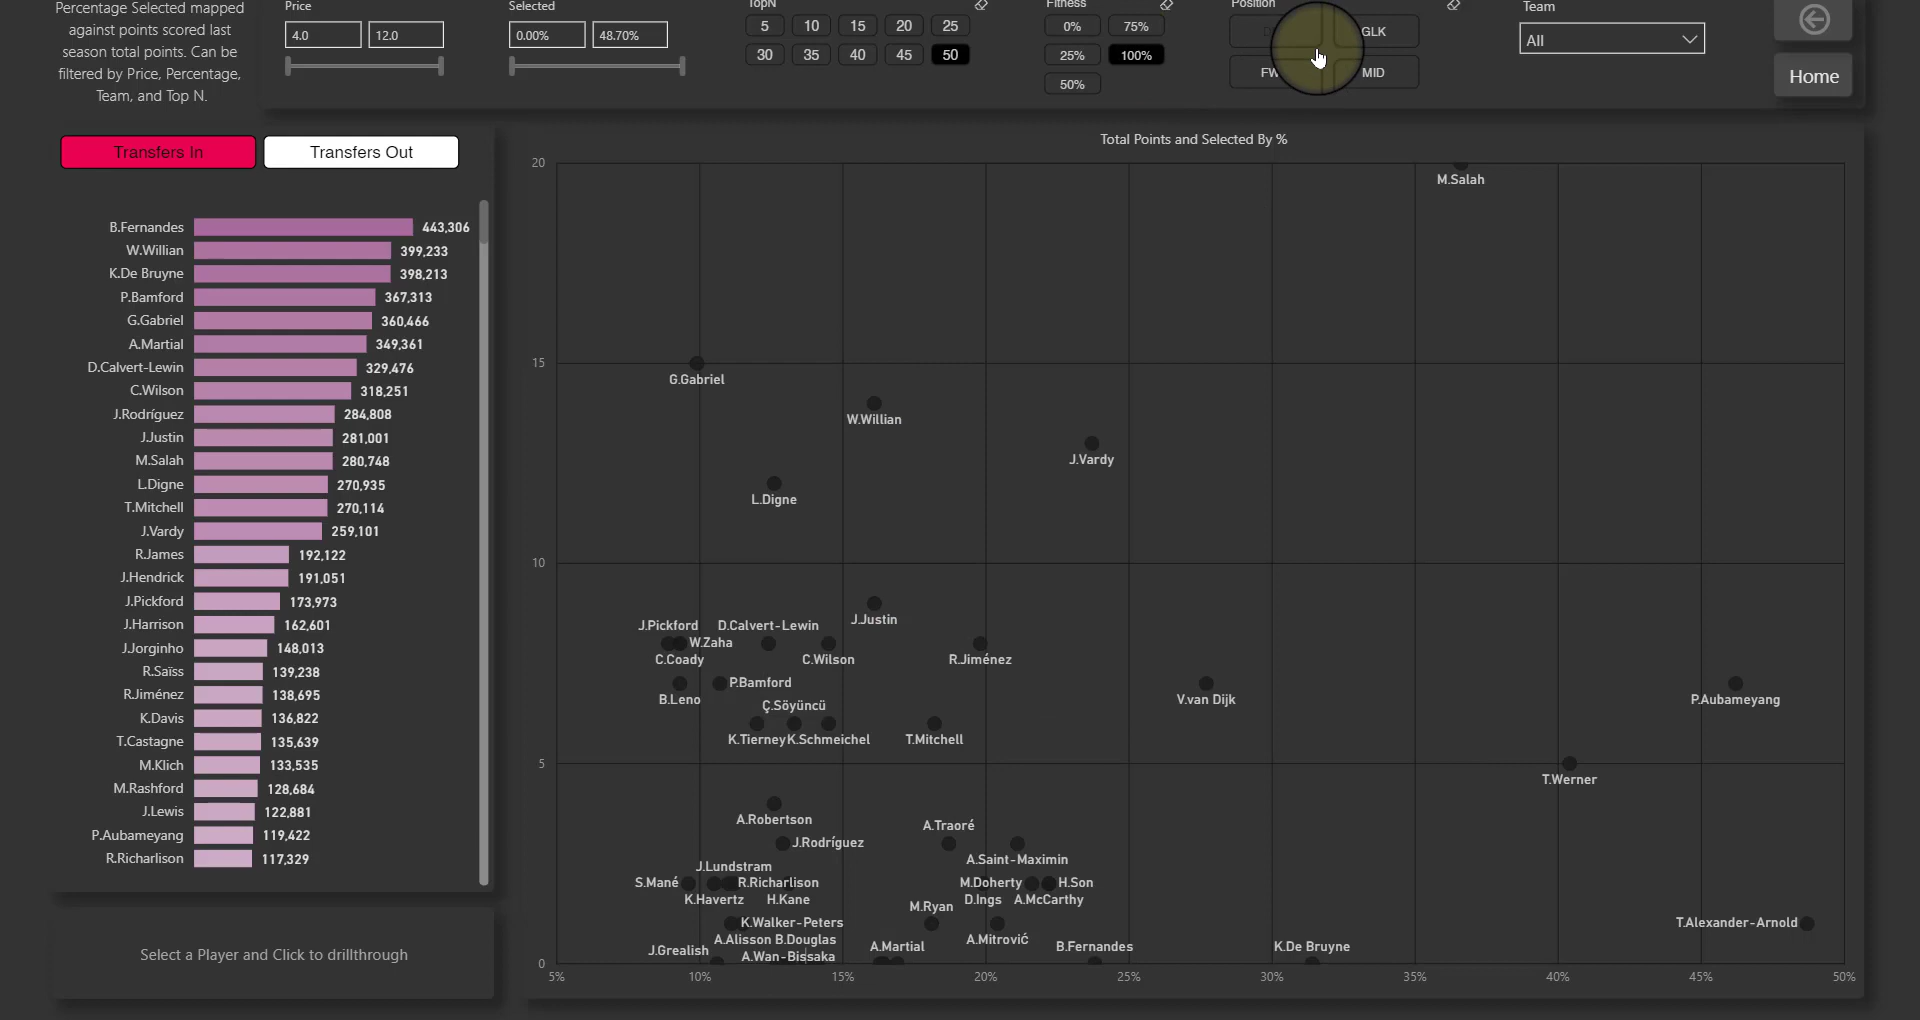 Percentage Selected mapped
against points scored last
season total points. Can be
filtered by Price, Percentage,
Team, and Top N.
Price
4.0
12.0
Selected
0.00%
48.70%
TopN
5
10
15
20
25
30
35
40
45
50
Fitness
0%
75%
25%
100%
50%
Position
GLK
FW
MID
Team
All
Home
Transfers In
Transfers Out
B.Fernandes 443,306
W.Willian 399,233
K.De Bruyne 398,213
P.Bamford 367,313
G.Gabriel 360,466
A.Martial 349,361
D.Calvert-Lewin 329,476
C.Wilson 318,251
J.Rodríguez 284,808
J.Justin 281,001
M.Salah 280,748
L.Digne 270,935
T.Mitchell 270,114
J.Vardy 259,101
R.James 192,122
J.Hendrick 191,051
J.Pickford 173,973
J.Harrison 162,601
J.Jorginho 148,013
R.Saïss 139,238
R.Jiménez 138,695
K.Davis 136,822
T.Castagne 135,639
M.Klich 133,535
M.Rashford 128,684
J.Lewis 122,881
P.Aubameyang 119,422
R.Richarlison 117,329
Select a Player and Click to drillthrough
Total Points and Selected By %
20
15
10
5
0
M.Salah
G.Gabriel
W.Willian
J.Vardy
L.Digne
J.Justin
J.Pickford
D.Calvert-Lewin
W.Zaha
C.Coady
C.Wilson
R.Jiménez
P.Bamford
B.Leno
V.van Dijk
P.Aubameyang
Ç.Söyüncü
K.Tierney
K.Schmeichel
T.Mitchell
T.Werner
A.Robertson
A.Traoré
J.Rodríguez
A.Saint-Maximin
J.Lundstram
S.Mané
R.Richarlison
M.Doherty
H.Son
K.Havertz
H.Kane
D.Ings
A.McCarthy
M.Ryan
K.Walker-Peters
T.Alexander-Arnold
A.Alisson
B.Douglas
A.Mitrović
J.Grealish
A.Wan-Bissaka
A.Martial
B.Fernandes
K.De Bruyne
5%
10%
15%
20%
25%
30%
35%
40%
45%
50%